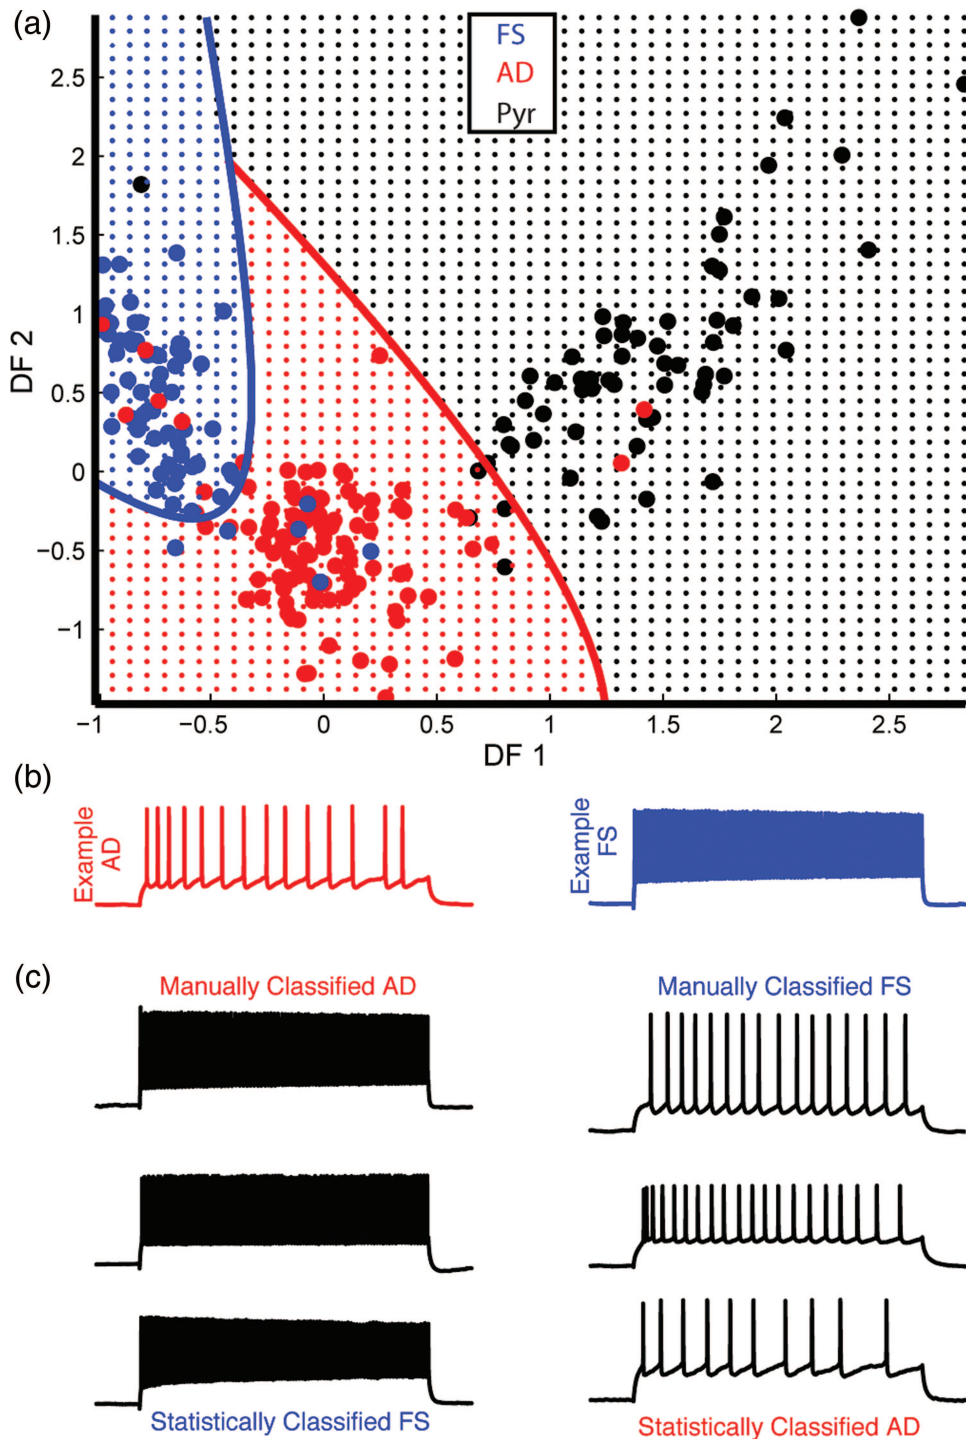 (a)
FS
AD
Pyr
2.5
2
1.5
1
0.5
0
−0.5
−1
DF 2
−1
−0.5
0
0.5
1
1.5
2
2.5
DF 1
(b)
Example
AD
Example
FS
(c)
Manually Classified AD
Manually Classified FS
Statistically Classified FS
Statistically Classified AD